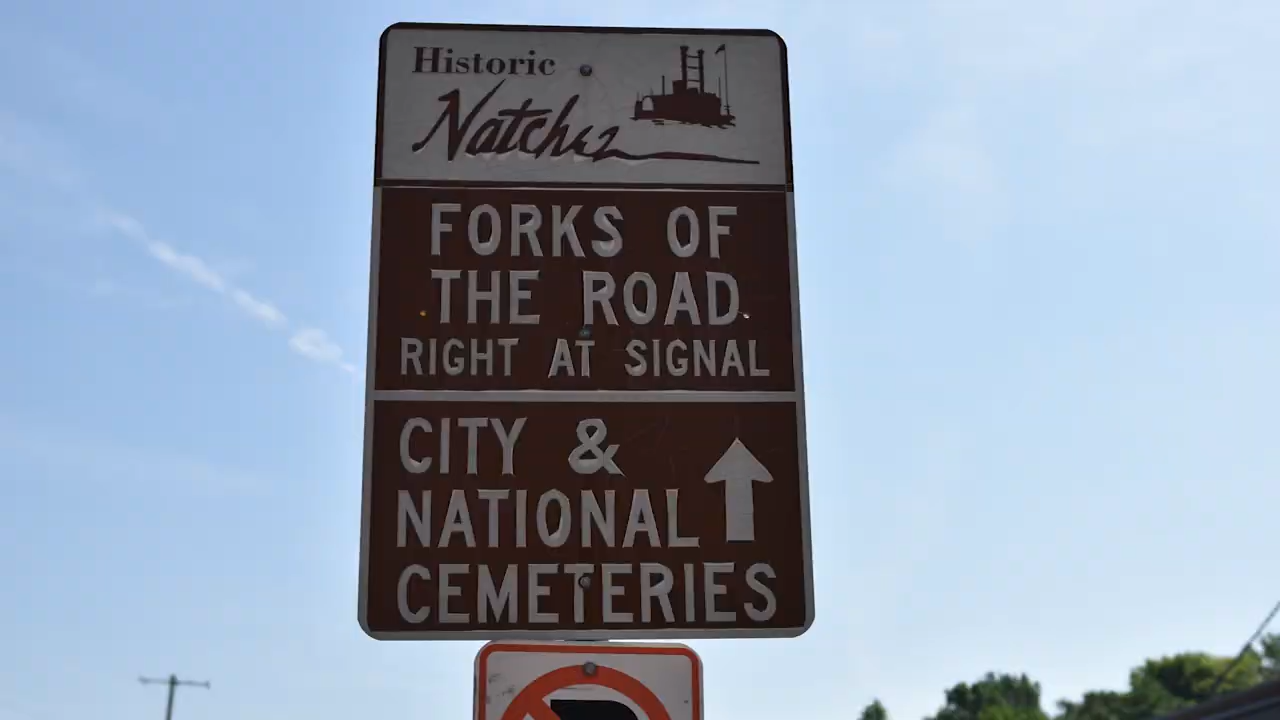 Historic
Natchez
FORKS OF
THE ROAD
RIGHT AT SIGNAL
CITY &
NATIONAL
CEMETERIES